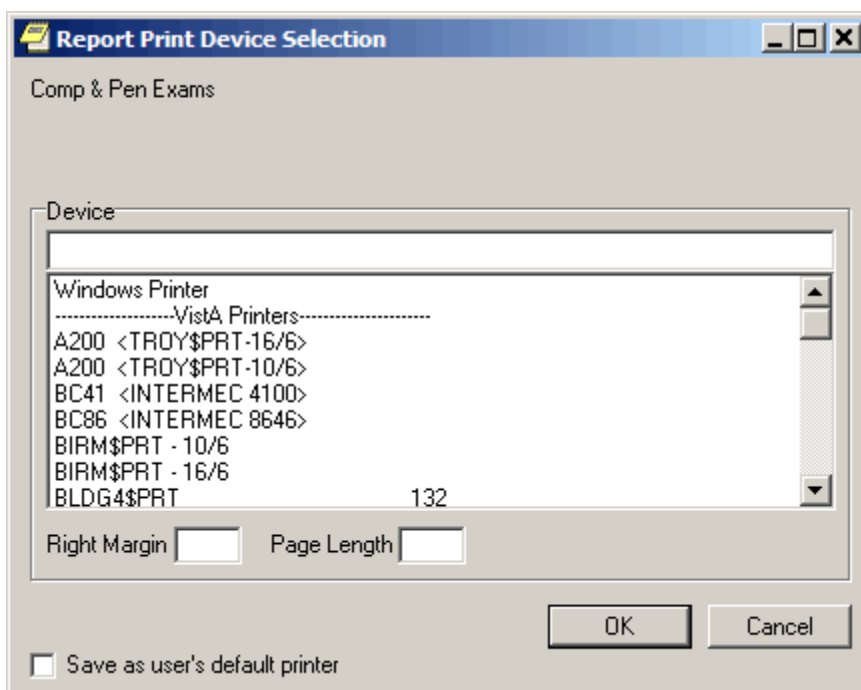 Report Print Device Selection
Comp & Pen Exams
Device
Windows Printer
--------------------VistA Printers----------------------
A200 <TROY$PRT-16/6>
A200 <TROY$PRT-10/6>
BC41 <INTERMEC 4100>
BC86 <INTERMEC 8646>
BIRM$PRT - 10/6
BIRM$PRT - 16/6
BLDG4$PRT 132
Right Margin Page Length
OK Cancel
Save as user's default printer